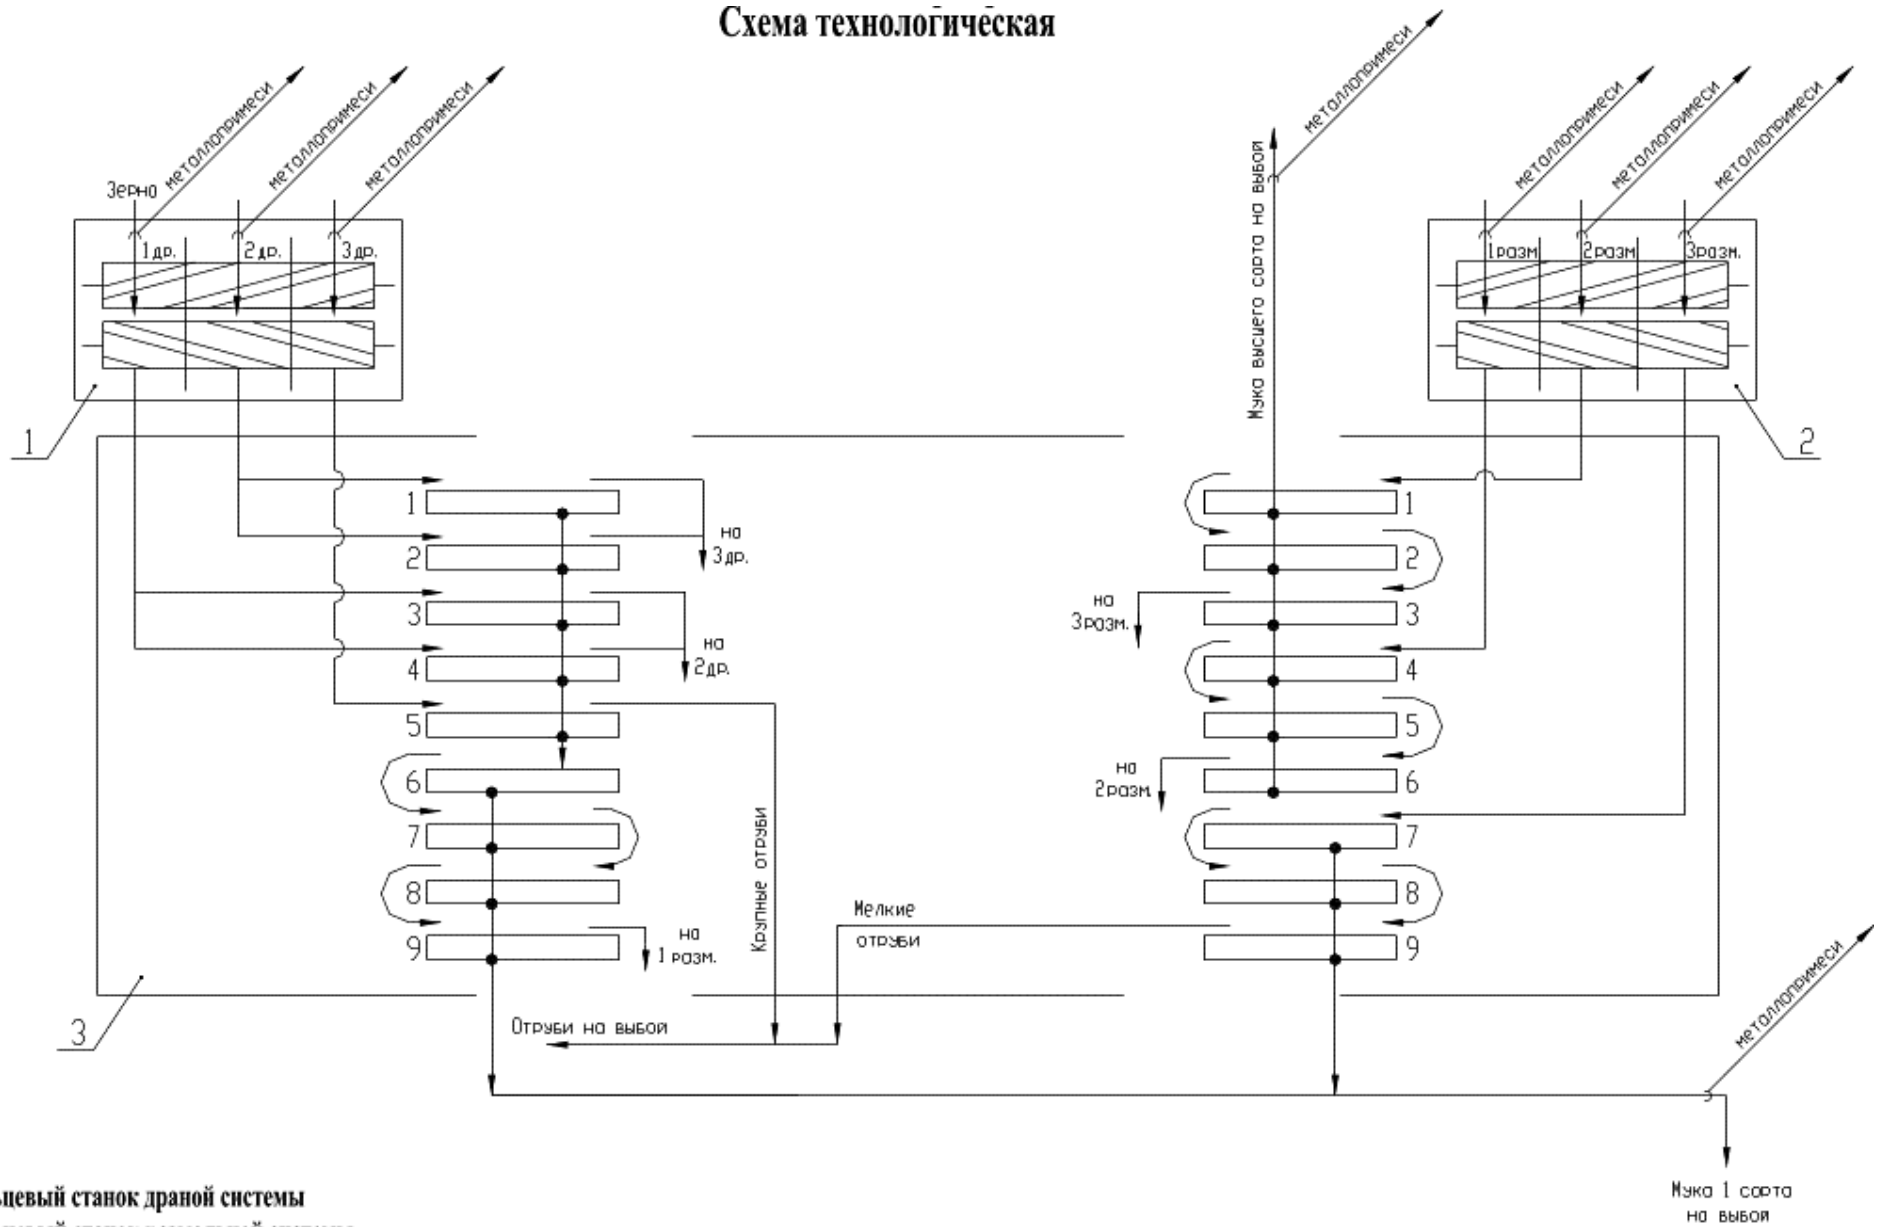 Схема технологическая
металлопримеси
металлопримеси
металлопримеси
металлопримеси
металлопримеси
металлопримеси
металлопримеси
Зерно
1др.
2др.
3др.
1разм
2разм
3разм.
Мука высшего сорта на выбой
1
2
1
2
3
4
5
6
7
8
9
на
3др.
на
2др.
на
1 разм.
Крупные отруби
на
3разм.
на
2разм.
1
2
3
4
5
6
7
8
9
Мелкие
отруби
3
Отруби на выбой
металлопримеси
Мука 1 сорта
на выбой
станок драной системы